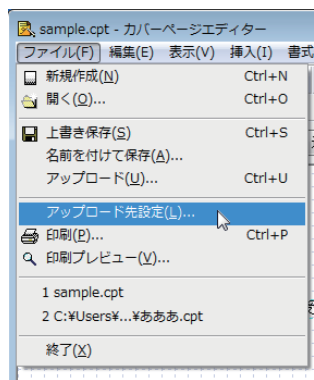 sample.cpt - カバーページエディター
ファイル(F) 編集(E) 表示(V) 挿入(I) 書式
新規作成(N) Ctrl+N
開く(O)... Ctrl+O
上書き保存(S) Ctrl+S
名前を付けて保存(A)...
アップロード(U)... Ctrl+U
アップロード先設定(L)...
印刷(P)... Ctrl+P
印刷プレビュー(V)...
1 sample.cpt
2 C:¥Users¥...¥あああ.cpt
終了(X)